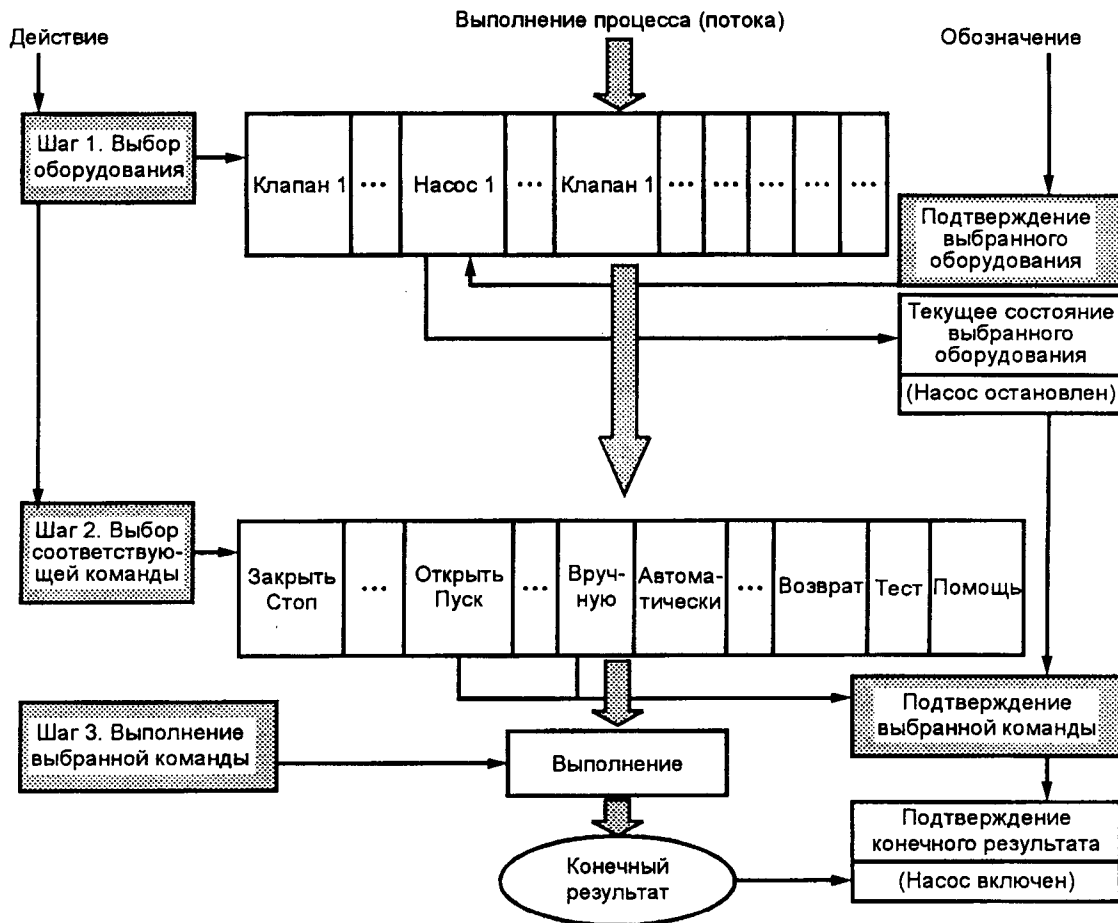 Выполнение процесса (потока)
Действие
Обозначение
Шаг 1. Выбор
оборудования
Клапан 1
...
Насос 1
...
Клапан 1
...
...
...
...
...
Подтверждение
выбранного
оборудования
Текущее состояние
выбранного
оборудования
(Насос остановлен)
Шаг 2. Выбор
соответствую-
щей команды
Закрыть
Стоп
...
Открыть
Пуск
...
Вруч-
ную
Автома-
тически
...
Возврат
Тест
Помощь
Шаг 3. Выполнение
выбранной команды
Выполнение
Подтверждение
выбранной команды
Конечный
результат
Подтверждение
конечного результата
(Насос включен)